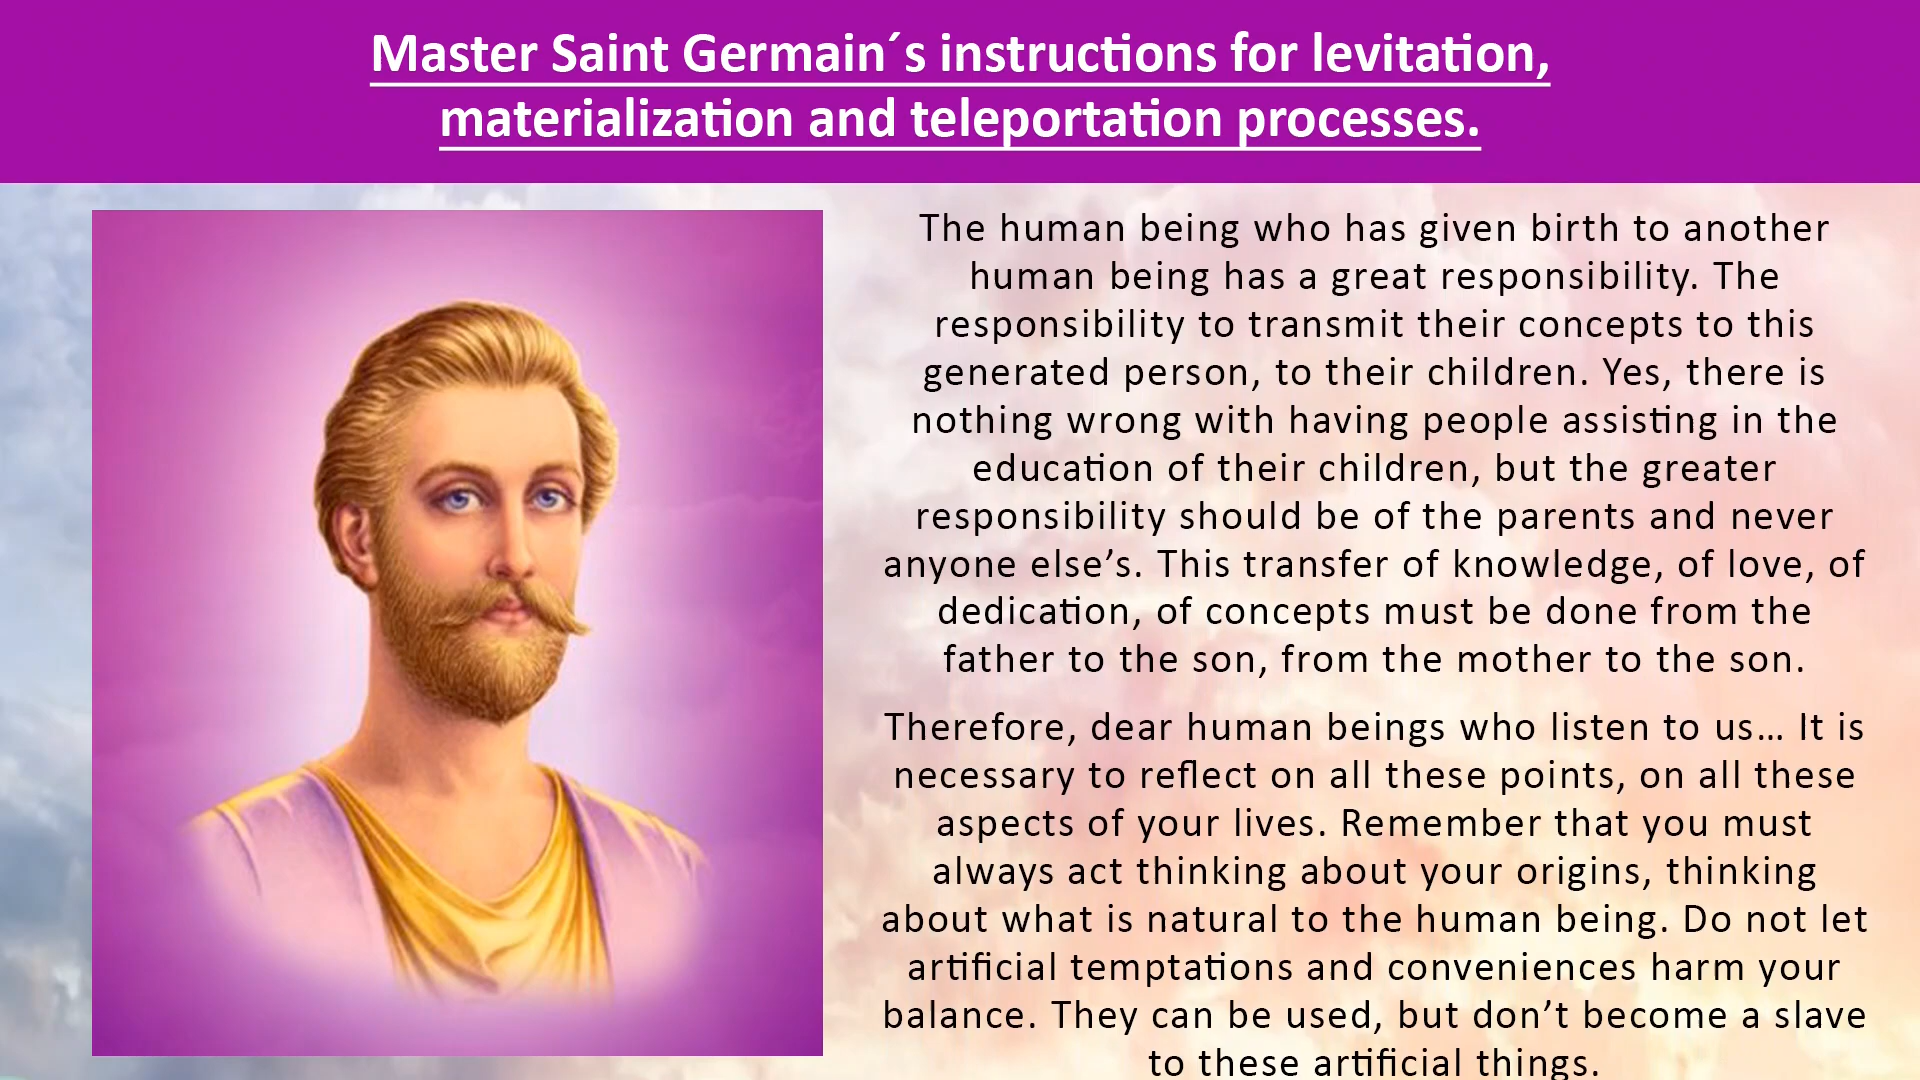 Master Saint Germain´s instructions for levitation,
materialization and teleportation processes.
The human being who has given birth to another
human being has a great responsibility. The
responsibility to transmit their concepts to this
generated person, to their children. Yes, there is
nothing wrong with having people assisting in the
education of their children, but the greater
responsibility should be of the parents and never
anyone else’s. This transfer of knowledge, of love, of
dedication, of concepts must be done from the
father to the son, from the mother to the son.
Therefore, dear human beings who listen to us… It is
necessary to reflect on all these points, on all these
aspects of your lives. Remember that you must
always act thinking about your origins, thinking
about what is natural to the human being. Do not let
artificial temptations and conveniences harm your
balance. They can be used, but don’t become a slave
to these artificial things.